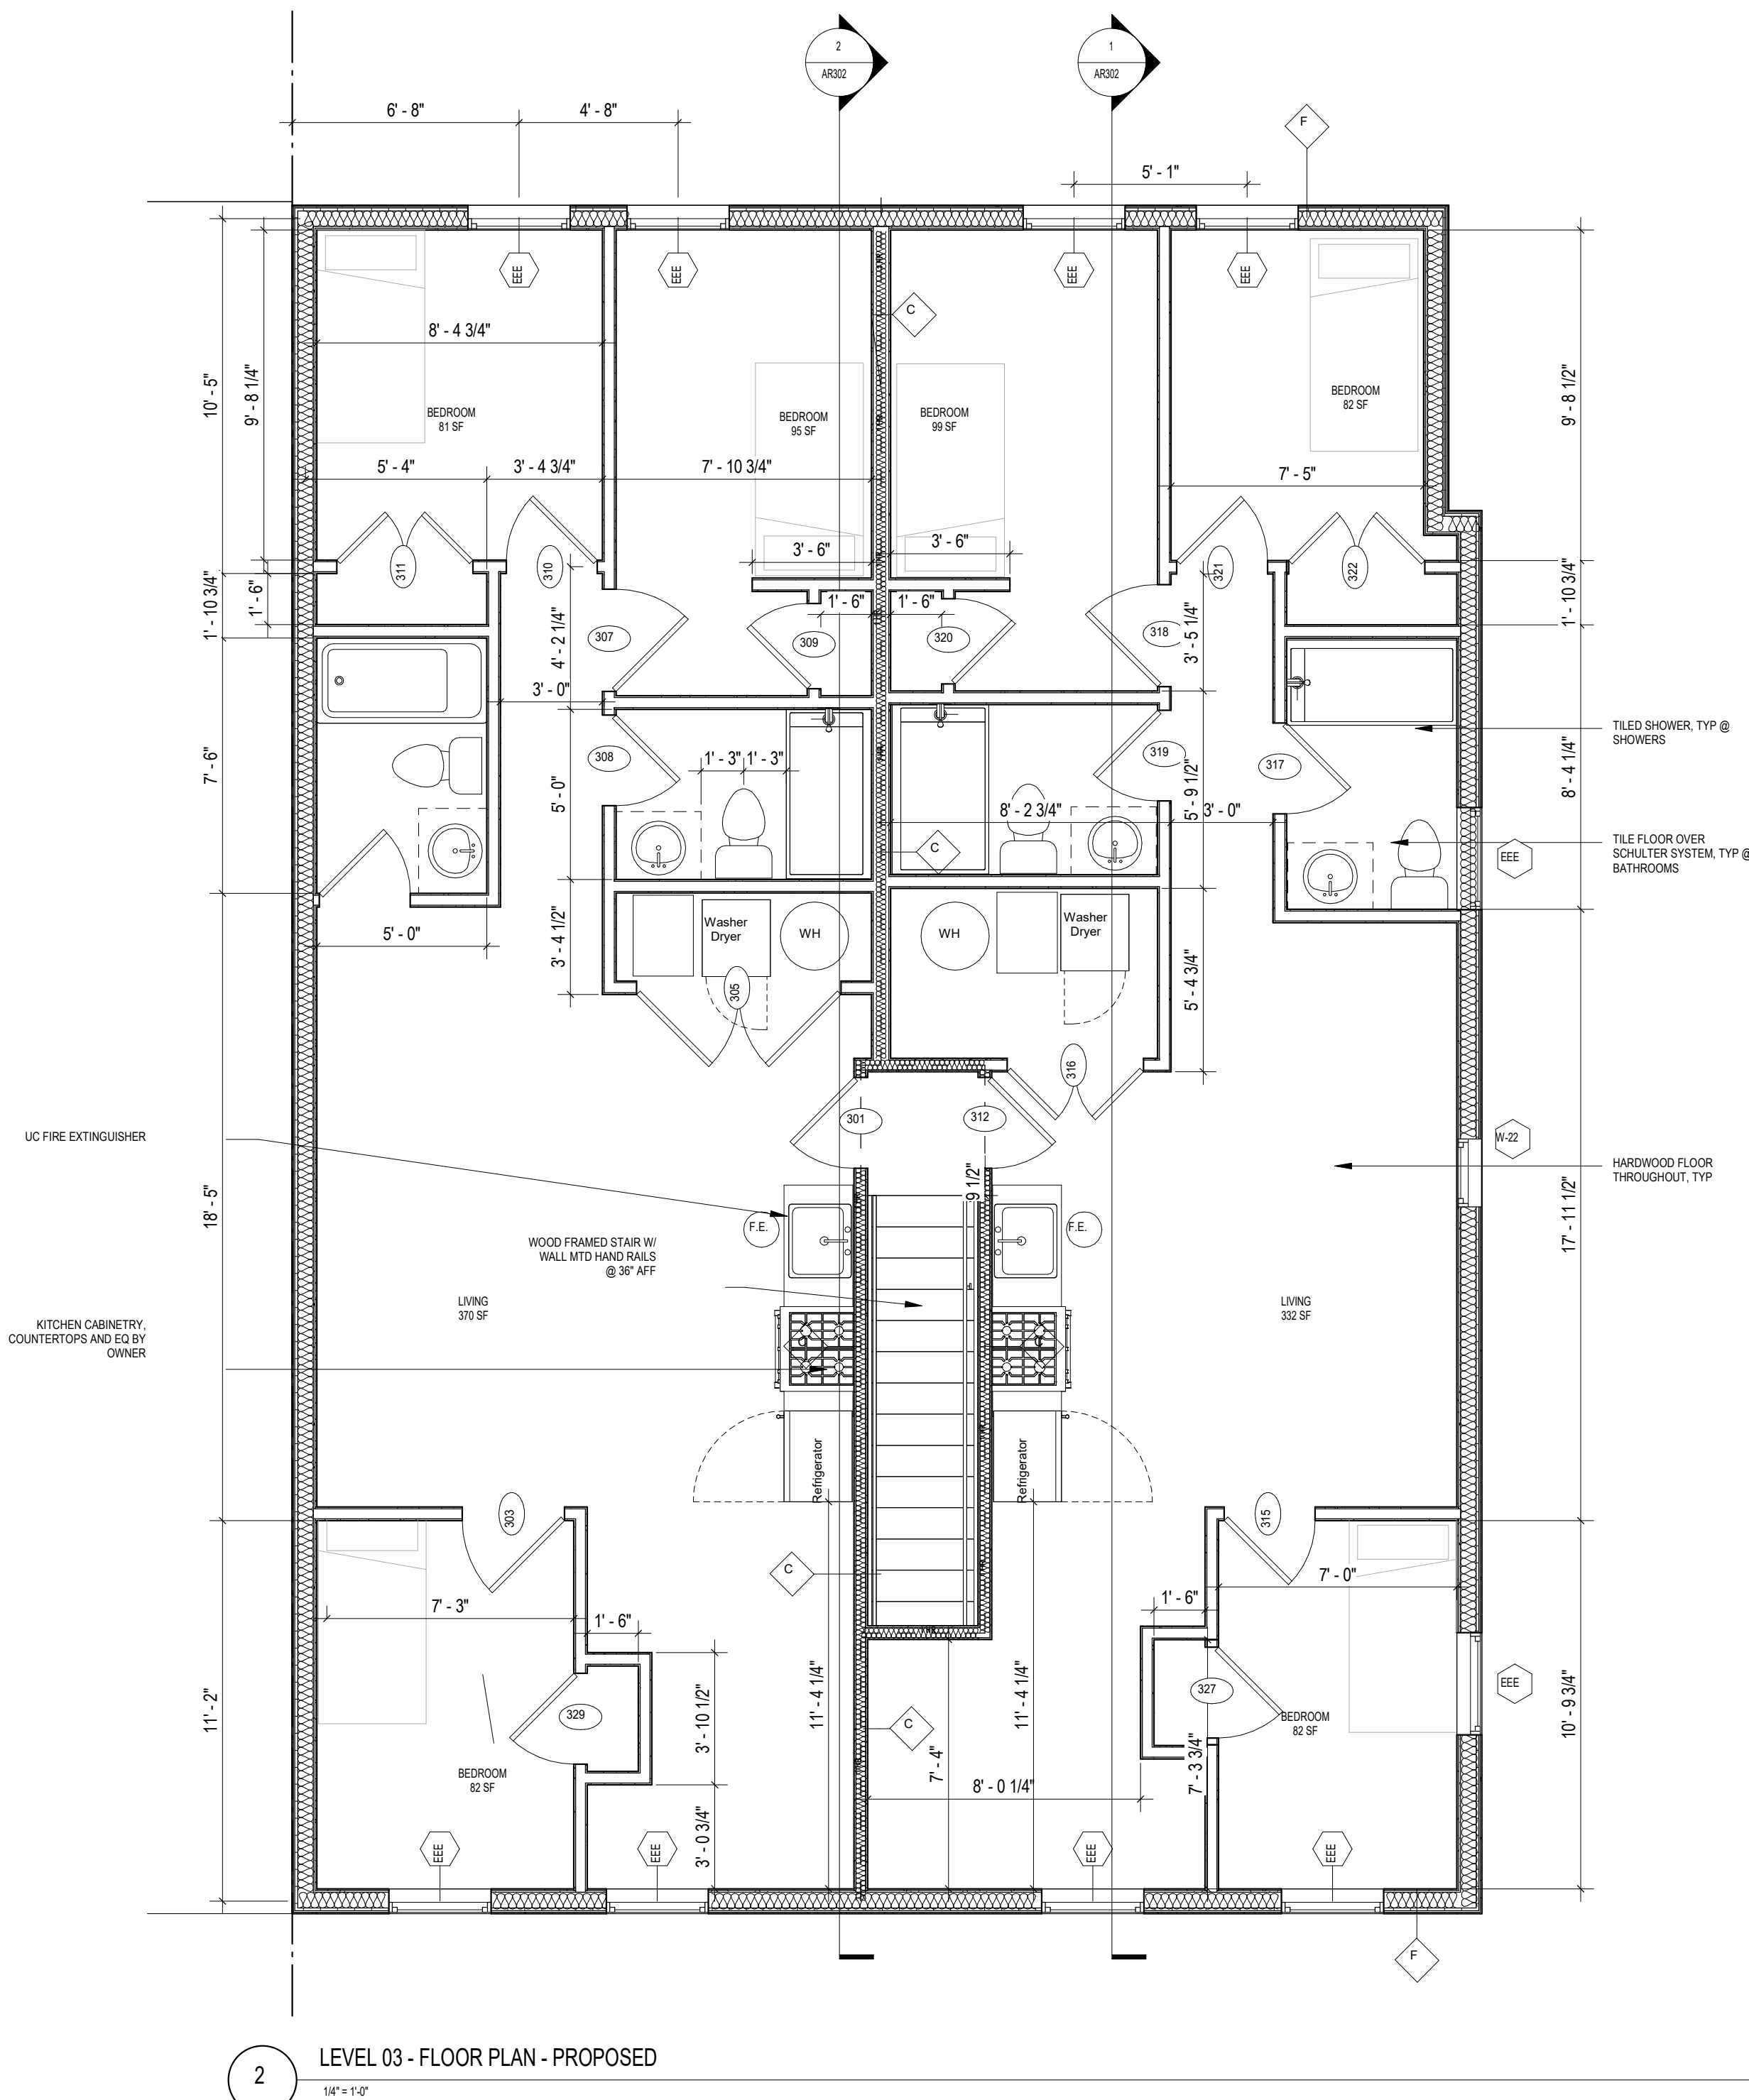 2
AR302
1
AR302
6' - 8"
4' - 8"
F
5' - 1"
EEE
EEE
EEE
EEE
C
8' - 4 3/4"
10' - 5"
9' - 8 1/4"
9' - 8 1/2"
BEDROOM
81 SF
BEDROOM
95 SF
BEDROOM
99 SF
BEDROOM
82 SF
5' - 4"
3' - 4 3/4"
7' - 10 3/4"
7' - 5"
3' - 6"
3' - 6"
311
310
321
322
1' - 10 3/4"
1' - 6"
1' - 6"
1' - 6"
1' - 10 3/4"
4' - 2 1/4"
307
309
320
318
3' - 5 1/4"
3' - 0"
TILED SHOWER, TYP @
SHOWERS
7' - 6"
308
1' - 3"
1' - 3"
319
317
8' - 4 1/4"
5' - 0"
8' - 2 3/4"
5' - 9 1/2"
3' - 0"
C
EEE
TILE FLOOR OVER
SCHULTER SYSTEM, TYP @
BATHROOMS
5' - 0"
3' - 4 1/2"
Washer
Dryer
WH
WH
Washer
Dryer
305
5' - 4 3/4"
316
301
312
UC FIRE EXTINGUISHER
W-22
HARDWOOD FLOOR
THROUGHOUT, TYP
18' - 5"
9 1/2"
17' - 11 1/2"
F.E.
F.E.
WOOD FRAMED STAIR W/
WALL MTD HAND RAILS
@ 36" AFF
LIVING
370 SF
LIVING
332 SF
KITCHEN CABINETRY,
COUNTERTOPS AND EQ BY
OWNER
C
C
Refrigerator
Refrigerator
303
315
C
7' - 3"
1' - 6"
1' - 6"
7' - 0"
11' - 2"
329
3' - 10 1/2"
11' - 4 1/4"
C
11' - 4 1/4"
327
EEE
10' - 9 3/4"
BEDROOM
82 SF
BEDROOM
82 SF
7' - 4"
7' - 3 3/4"
8' - 0 1/4"
3' - 0 3/4"
EEE
EEE
EEE
EEE
F
2
LEVEL 03 - FLOOR PLAN - PROPOSED
1/4" = 1'-0"